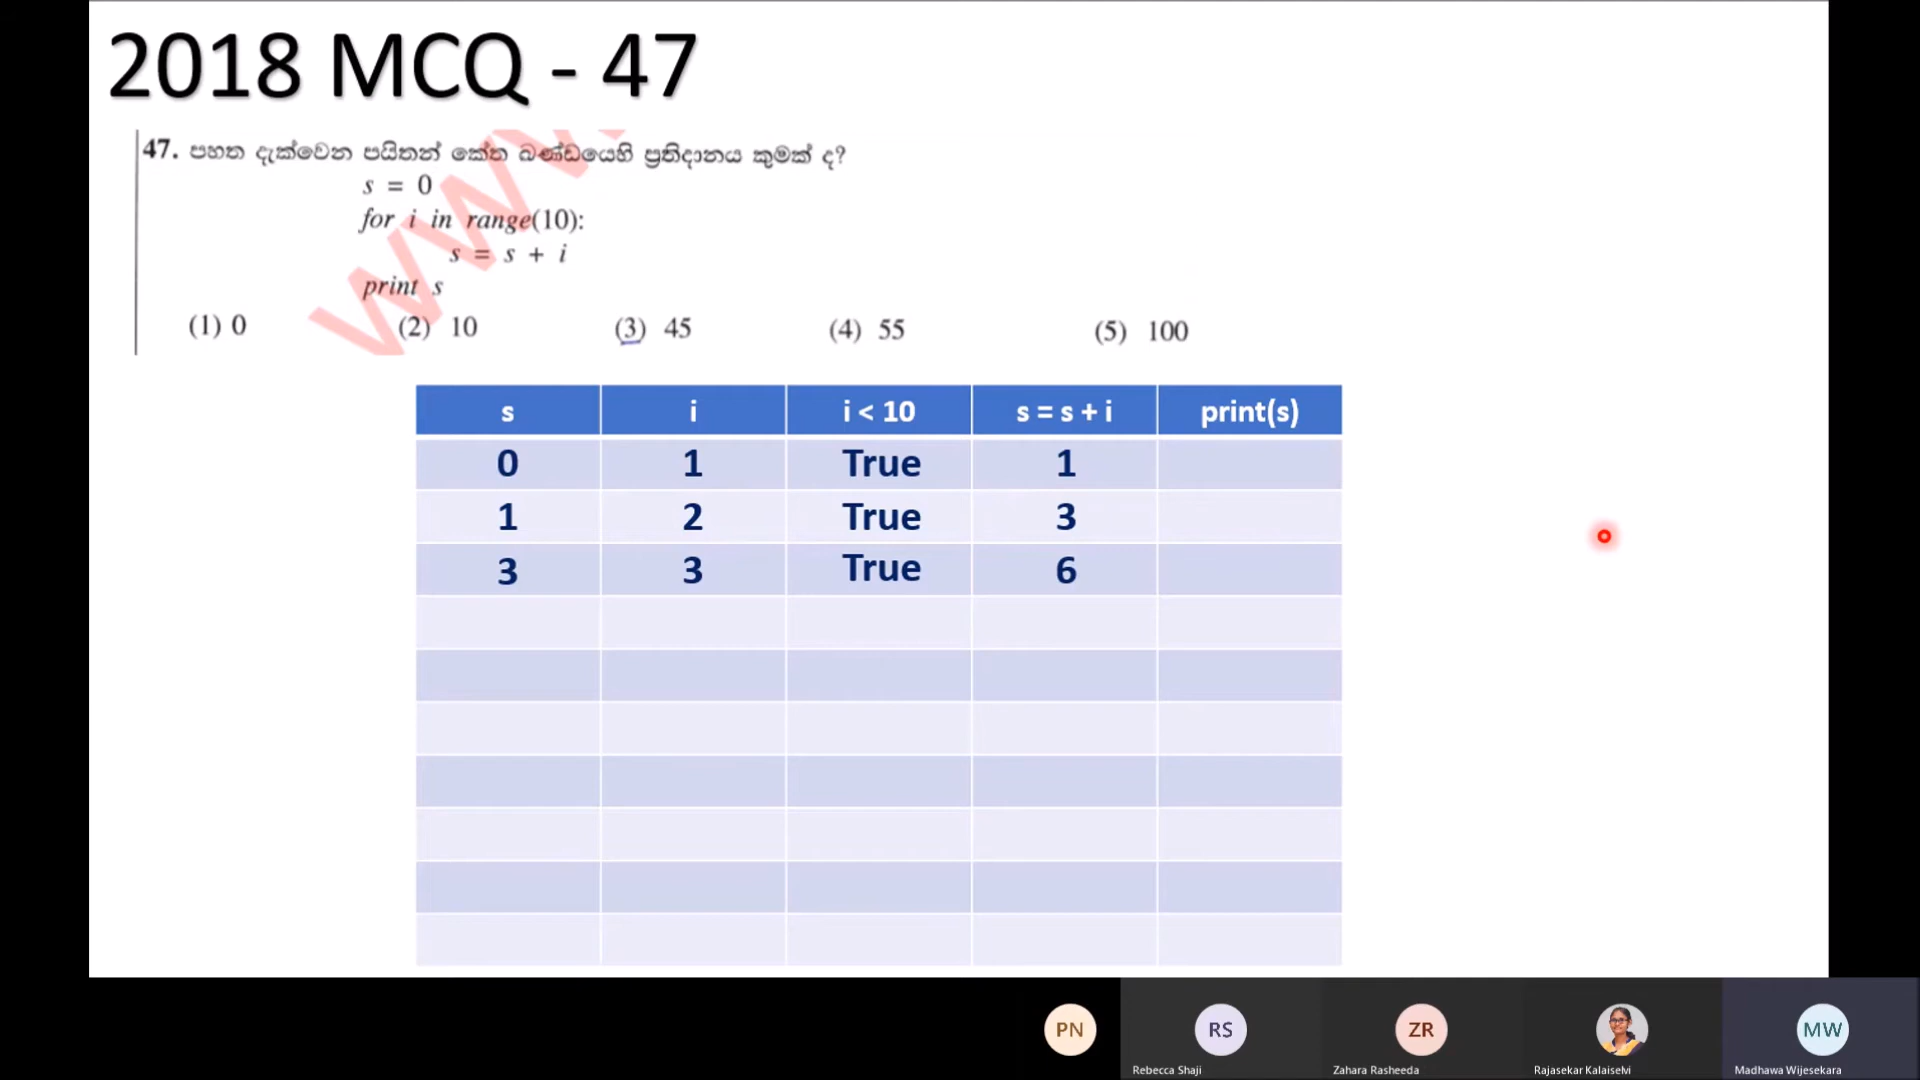 2018 MCQ - 47
47. පහත දැක්වෙන පයිතන් කේත ඛණ්ඩයෙහි ප්‍රතිදානය කුමක් ද?
s = 0
for i in range(10):
s = s + i
print s
(1) 0 (2) 10 (3) 45 (4) 55 (5) 100
s i i < 10 s = s + i print(s)
0 1 True 1
1 2 True 3
3 3 True 6
PN RS ZR MW
Rebecca Shaji Zahara Rasheeda Rajasekar Kalaiselvi Madhawa Wijesekara